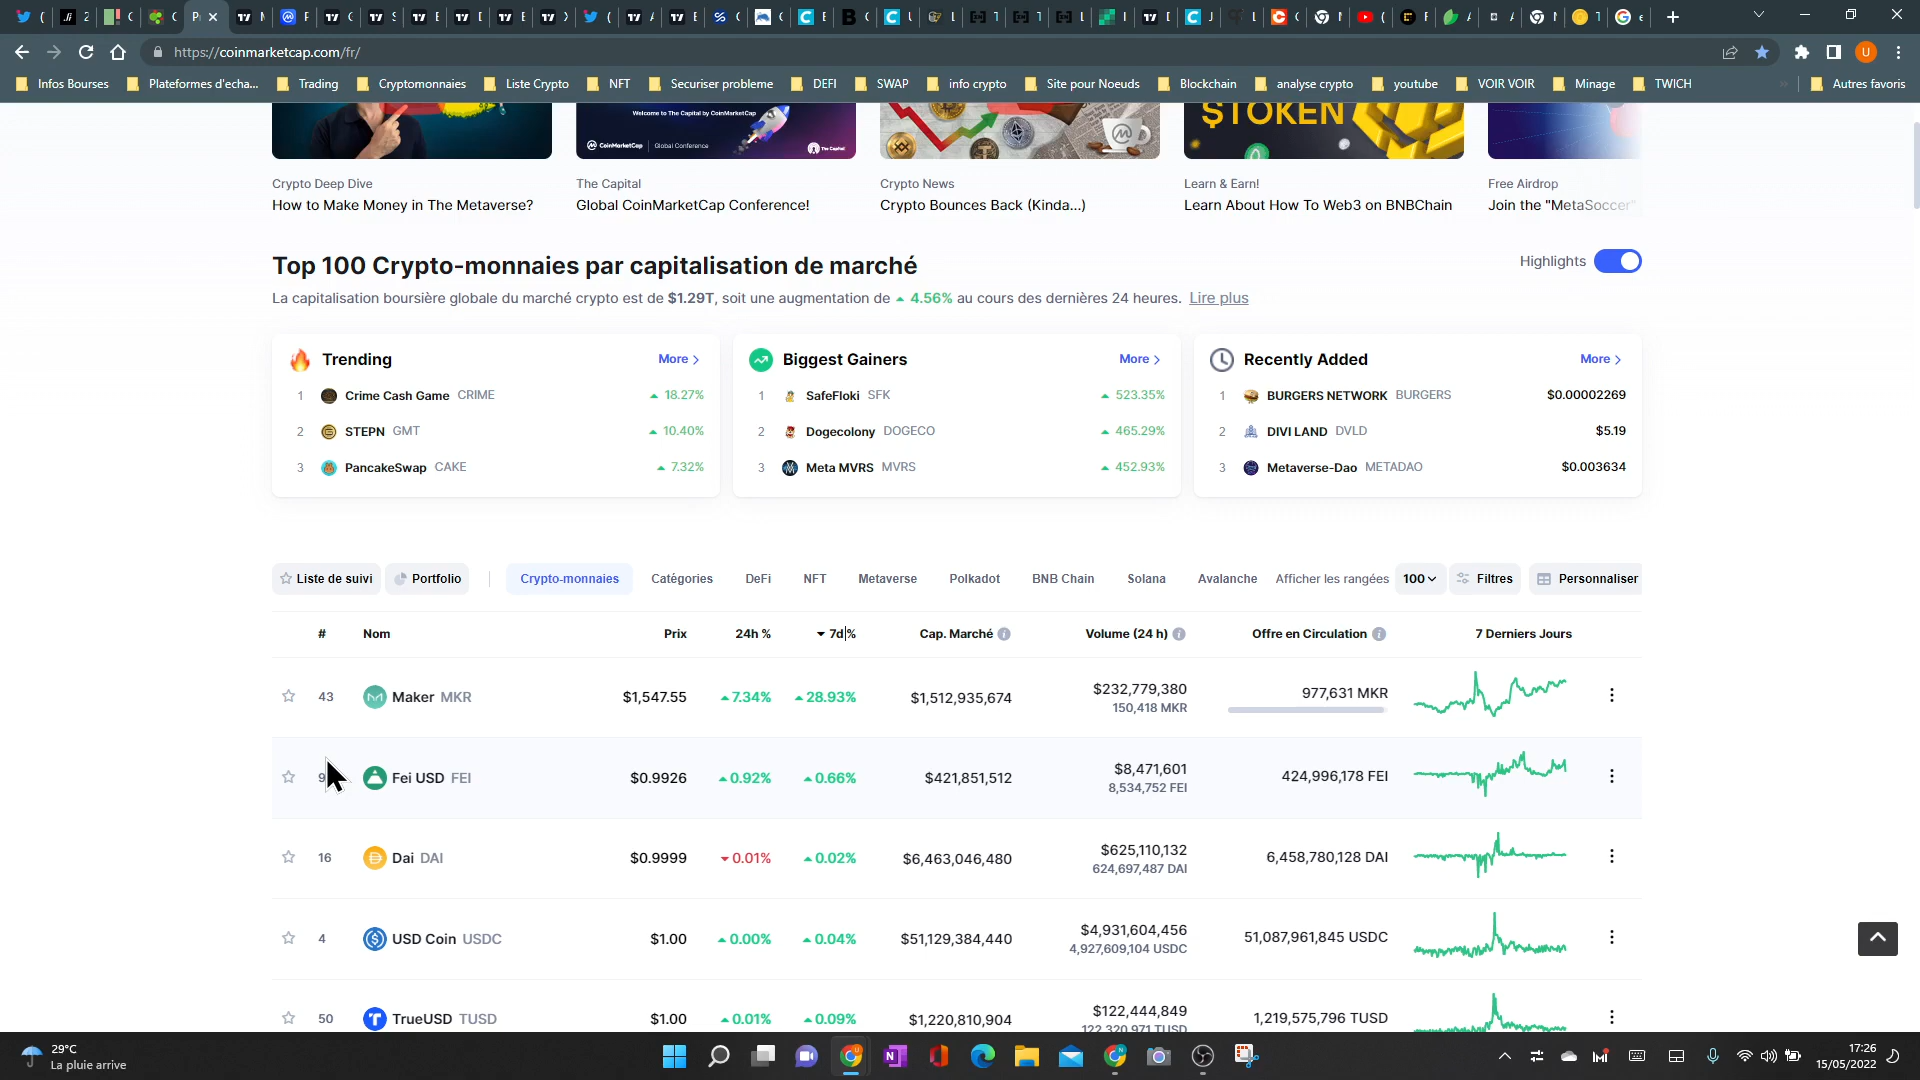 https://coinmarketcap.com/fr/
Infos Bourses
Plateformes d'echa...
Trading
Cryptomonnaies
Liste Crypto
NFT
Securiser probleme
DEFI
SWAP
info crypto
Site pour Noeuds
Blockchain
analyse crypto
youtube
VOIR VOIR
Minage
TWICH
Autres favoris
Welcome to The Capital by CoinMarketCap
CoinMarketCap | Global Conference
The Capital
$TOKEN
Crypto Deep Dive
How to Make Money in The Metaverse?
The Capital
Global CoinMarketCap Conference!
Crypto News
Crypto Bounces Back (Kinda...)
Learn & Earn!
Learn About How To Web3 on BNBChain
Free Airdrop
Join the "MetaSoccer"
Top 100 Crypto-monnaies par capitalisation de marché
Highlights
La capitalisation boursière globale du marché crypto est de $1.29T, soit une augmentation de 4.56% au cours des dernières 24 heures. Lire plus
Trending
More >
1 Crime Cash Game CRIME 18.27%
2 STEPN GMT 10.40%
3 PancakeSwap CAKE 7.32%
Biggest Gainers
More >
1 SafeFloki SFK 523.35%
2 Dogecolony DOGECO 465.29%
3 Meta MVRS MVRS 452.93%
Recently Added
More >
1 BURGERS NETWORK BURGERS $0.00002269
2 DIVI LAND DVLD $5.19
3 Metaverse-Dao METADAO $0.003634
Liste de suivi
Portfolio
Crypto-monnaies
Catégories
DeFi
NFT
Metaverse
Polkadot
BNB Chain
Solana
Avalanche
Afficher les rangées
100
Filtres
Personnaliser
# Nom Prix 24h % 7d % Cap. Marché Volume (24 h) Offre en Circulation 7 Derniers Jours
43 Maker MKR $1,547.55 7.34% 28.93% $1,512,935,674 $232,779,380 977,631 MKR
150,418 MKR
Fei USD FEI $0.9926 0.92% 0.66% $421,851,512 $8,471,601 424,996,178 FEI
8,534,752 FEI
16 Dai DAI $0.9999 0.01% 0.02% $6,463,046,480 $625,110,132 6,458,780,128 DAI
624,697,487 DAI
4 USD Coin USDC $1.00 0.00% 0.04% $51,129,384,440 $4,931,604,456 51,087,961,845 USDC
4,927,609,104 USDC
50 TrueUSD TUSD $1.00 0.01% 0.09% $1,220,810,904 $122,444,849 1,219,575,796 TUSD
122,320,971 TUSD
29°C
La pluie arrive
17:26
15/05/2022